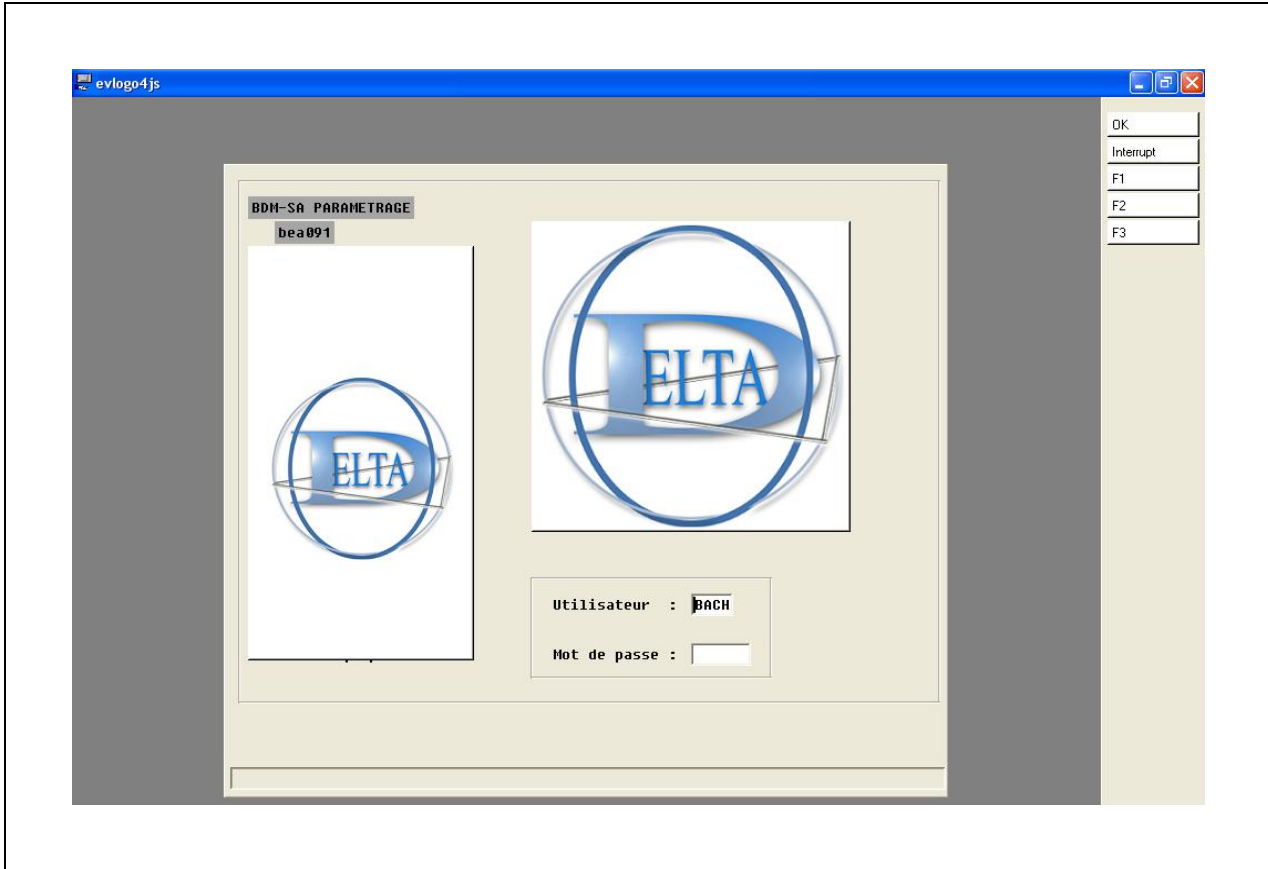 evlogo4js
OK
Interrupt
F1
F2
F3
BDM-SA PARAMETRAGE
bea091
DELTA
DELTA
Utilisateur : BACH
Mot de passe :